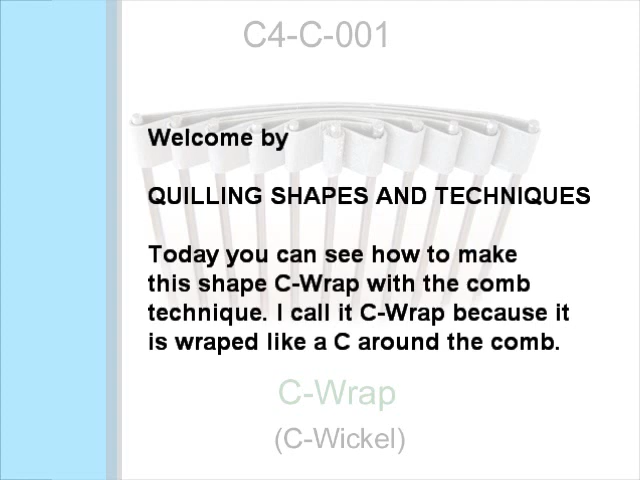 C4-C-001
Welcome by
QUILLING SHAPES AND TECHNIQUES
Today you can see how to make
this shape C-Wrap with the comb
technique. I call it C-Wrap because it
is wraped like a C around the comb.
C-Wrap
(C-Wickel)